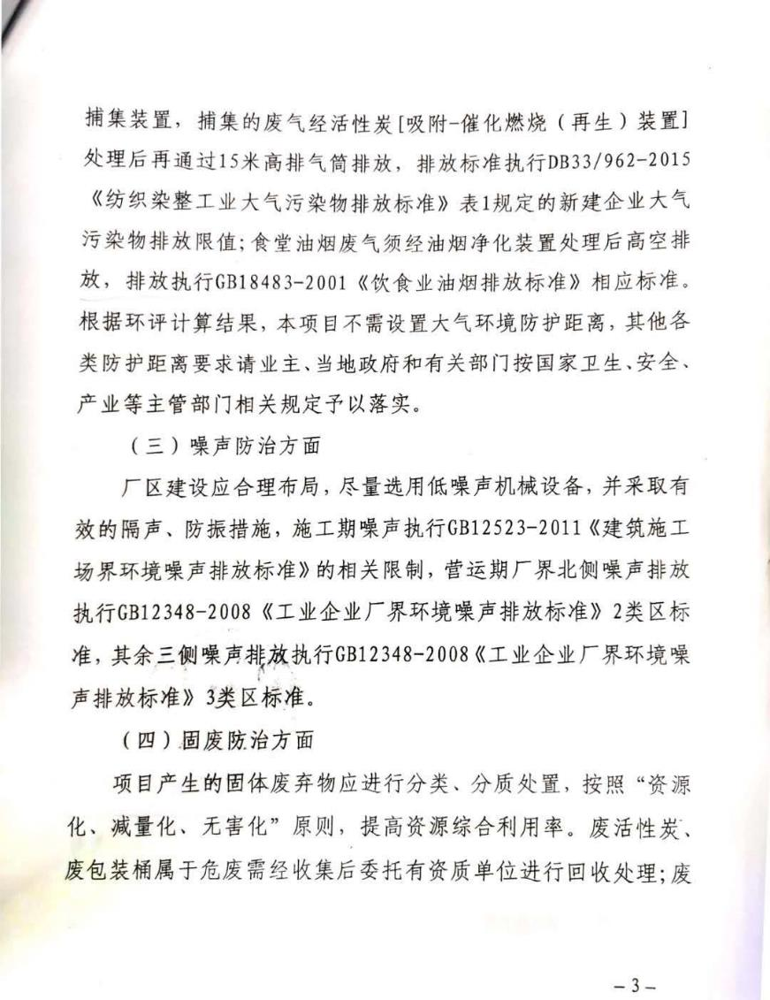 捕集装置，捕集的废气经活性炭[吸附-催化燃烧（再生）装置]
处理后再通过15米高排气筒排放，排放标准执行DB33/962-2015
《纺织染整工业大气污染物排放标准》表1规定的新建企业大气
污染物排放限值；食堂油烟废气须经油烟净化装置处理后高空排
放，排放执行GB18483-2001《饮食业油烟排放标准》相应标准。
根据环评计算结果，本项目不需设置大气环境防护距离，其他各
类防护距离要求请业主、当地政府和有关部门按国家卫生、安全、
产业等主管部门相关规定予以落实。
（三）噪声防治方面
厂区建设应合理布局，尽量选用低噪声机械设备，并采取有
效的隔声、防振措施，施工期噪声执行GB12523-2011《建筑施工
场界环境噪声排放标准》的相关限制，营运期厂界北侧噪声排放
执行GB12348-2008《工业企业厂界环境噪声排放标准》2类区标
准，其余三侧噪声排放执行GB12348-2008《工业企业厂界环境噪
声排放标准》3类区标准。
（四）固废防治方面
项目产生的固体废弃物应进行分类、分质处置，按照“资源
化、减量化、无害化”原则，提高资源综合利用率。废活性炭、
废包装桶属于危废需经收集后委托有资质单位进行回收处理；废
-3-